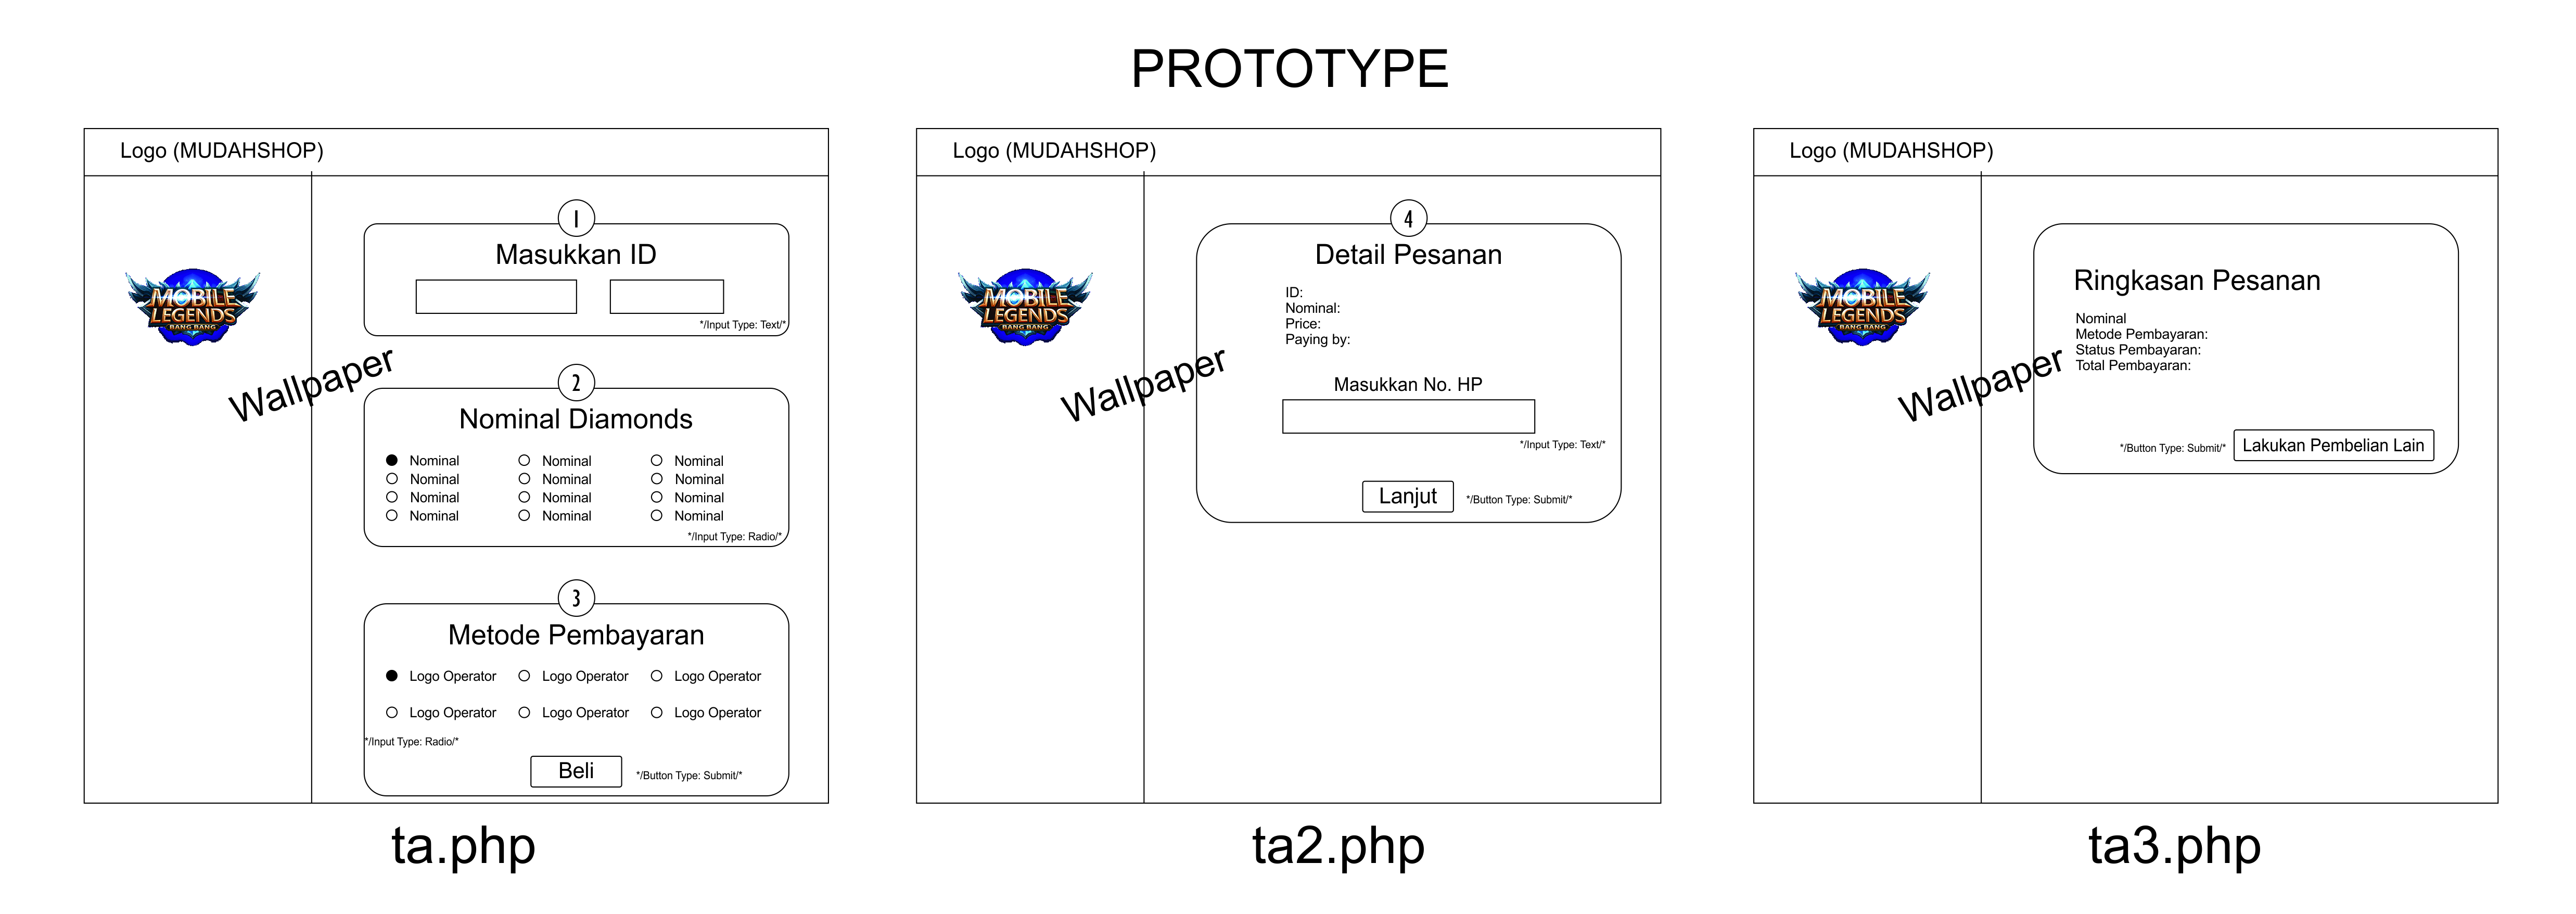 PROTOTYPE
Logo (MUDAHSHOP)
MOBILE
LEGENDS
BANG BANG
Wallpaper
1
Masukkan ID
*/Input Type: Text/*
2
Nominal Diamonds
Nominal Nominal Nominal
Nominal Nominal Nominal
Nominal Nominal Nominal
Nominal Nominal Nominal
*/Input Type: Radio/*
3
Metode Pembayaran
Logo Operator Logo Operator Logo Operator
Logo Operator Logo Operator Logo Operator
*/Input Type: Radio/*
Beli */Button Type: Submit/*
ta.php
Logo (MUDAHSHOP)
MOBILE
LEGENDS
BANG BANG
Wallpaper
4
Detail Pesanan
ID:
Nominal:
Price:
Paying by:
Masukkan No. HP
*/Input Type: Text/*
Lanjut */Button Type: Submit/*
ta2.php
Logo (MUDAHSHOP)
MOBILE
LEGENDS
BANG BANG
Wallpaper
Ringkasan Pesanan
Nominal
Metode Pembayaran:
Status Pembayaran:
Total Pembayaran:
*/Button Type: Submit/* Lakukan Pembelian Lain
ta3.php